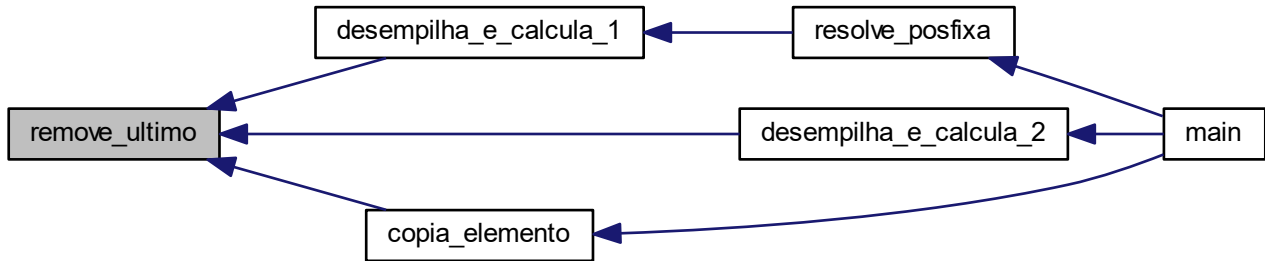 desempilha_e_calcula_1
resolve_posfixa
remove_ultimo
desempilha_e_calcula_2
main
copia_elemento